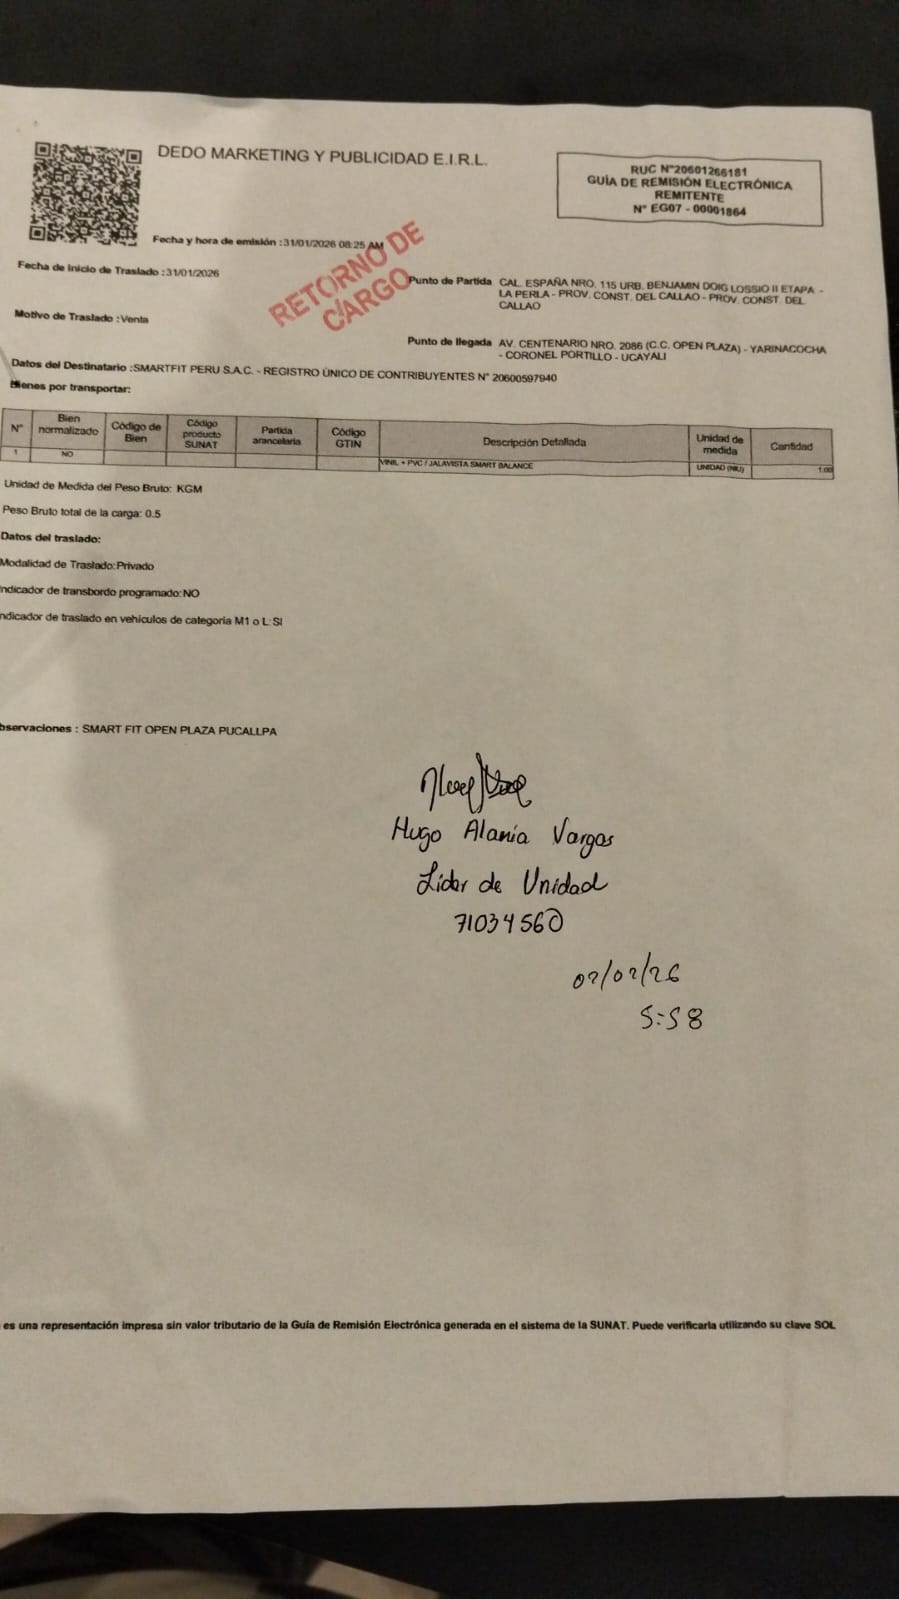 DEDO MARKETING Y PUBLICIDAD E.I.R.L.
RUC N°20601266181
GUÍA DE REMISIÓN ELECTRÓNICA
REMITENTE
N° EG07 - 00001864
Fecha y hora de emisión :31/01/2026 08:25 AM
RETORNO DE
CARGO
Fecha de Inicio de Traslado :31/01/2026
Punto de Partida CAL. ESPAÑA NRO. 115 URB. BENJAMIN DOIG LOSSIO II ETAPA -
LA PERLA - PROV. CONST. DEL CALLAO - PROV. CONST. DEL
CALLAO
Motivo de Traslado :Venta
Punto de llegada AV. CENTENARIO NRO. 2086 (C.C. OPEN PLAZA) - YARINACOCHA
- CORONEL PORTILLO - UCAYALI
Datos del Destinatario :SMARTFIT PERU S.A.C. - REGISTRO ÚNICO DE CONTRIBUYENTES N° 20600597940
Bienes por transportar:
N° Bien normalizado Código de Bien Código producto SUNAT Partida arancelaria Código GTIN Descripción Detallada Unidad de medida Cantidad
1 NO VINIL + PVC / JALAVISTA SMART BALANCE UNIDAD (NIU) 1.00
Unidad de Medida del Peso Bruto: KGM
Peso Bruto total de la carga: 0.5
Datos del traslado:
Modalidad de Traslado:Privado
ndicador de transbordo programado:NO
ndicador de traslado en vehículos de categoría M1 o L:SI
bservaciones : SMART FIT OPEN PLAZA PUCALLPA
Hugo Alania Vargas
Lider de Unidad
71034560
02/02/26
5:58
es una representación impresa sin valor tributario de la Guía de Remisión Electrónica generada en el sistema de la SUNAT. Puede verificarla utilizando su clave SOL